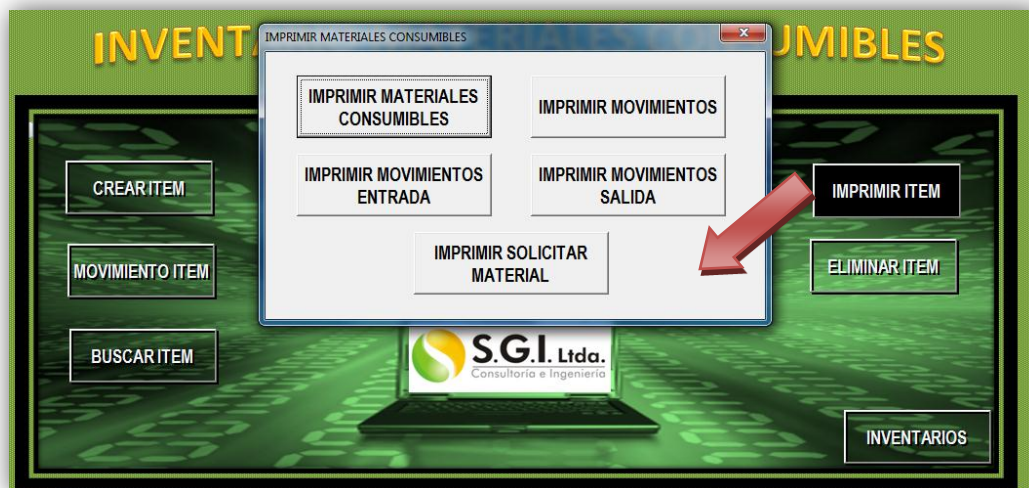 INVENT
UMIBLES
IMPRIMIR MATERIALES CONSUMIBLES
IMPRIMIR MATERIALES
CONSUMIBLES
IMPRIMIR MOVIMIENTOS
IMPRIMIR MOVIMIENTOS
ENTRADA
IMPRIMIR MOVIMIENTOS
SALIDA
IMPRIMIR SOLICITAR
MATERIAL
CREAR ITEM
MOVIMIENTO ITEM
BUSCAR ITEM
IMPRIMIR ITEM
ELIMINAR ITEM
S.G.I. Ltda.
Consultoría e Ingeniería
INVENTARIOS